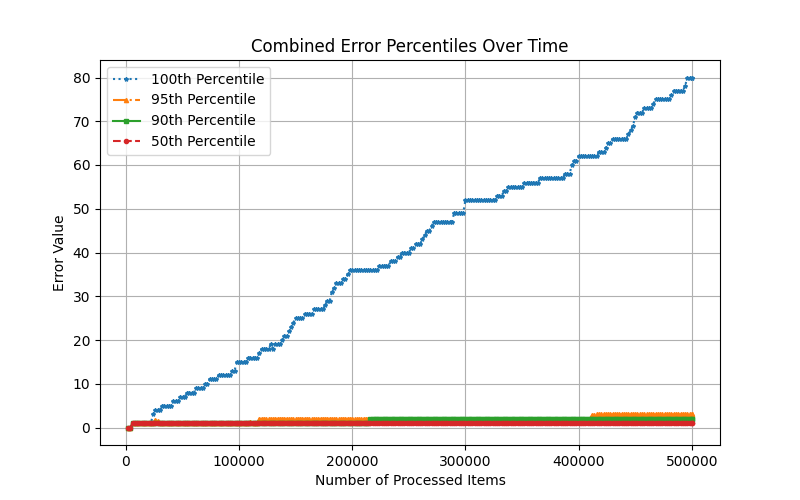 Combined Error Percentiles Over Time
100th Percentile
95th Percentile
90th Percentile
50th Percentile
Error Value
80
70
60
50
40
30
20
10
0
0 100000 200000 300000 400000 500000
Number of Processed Items